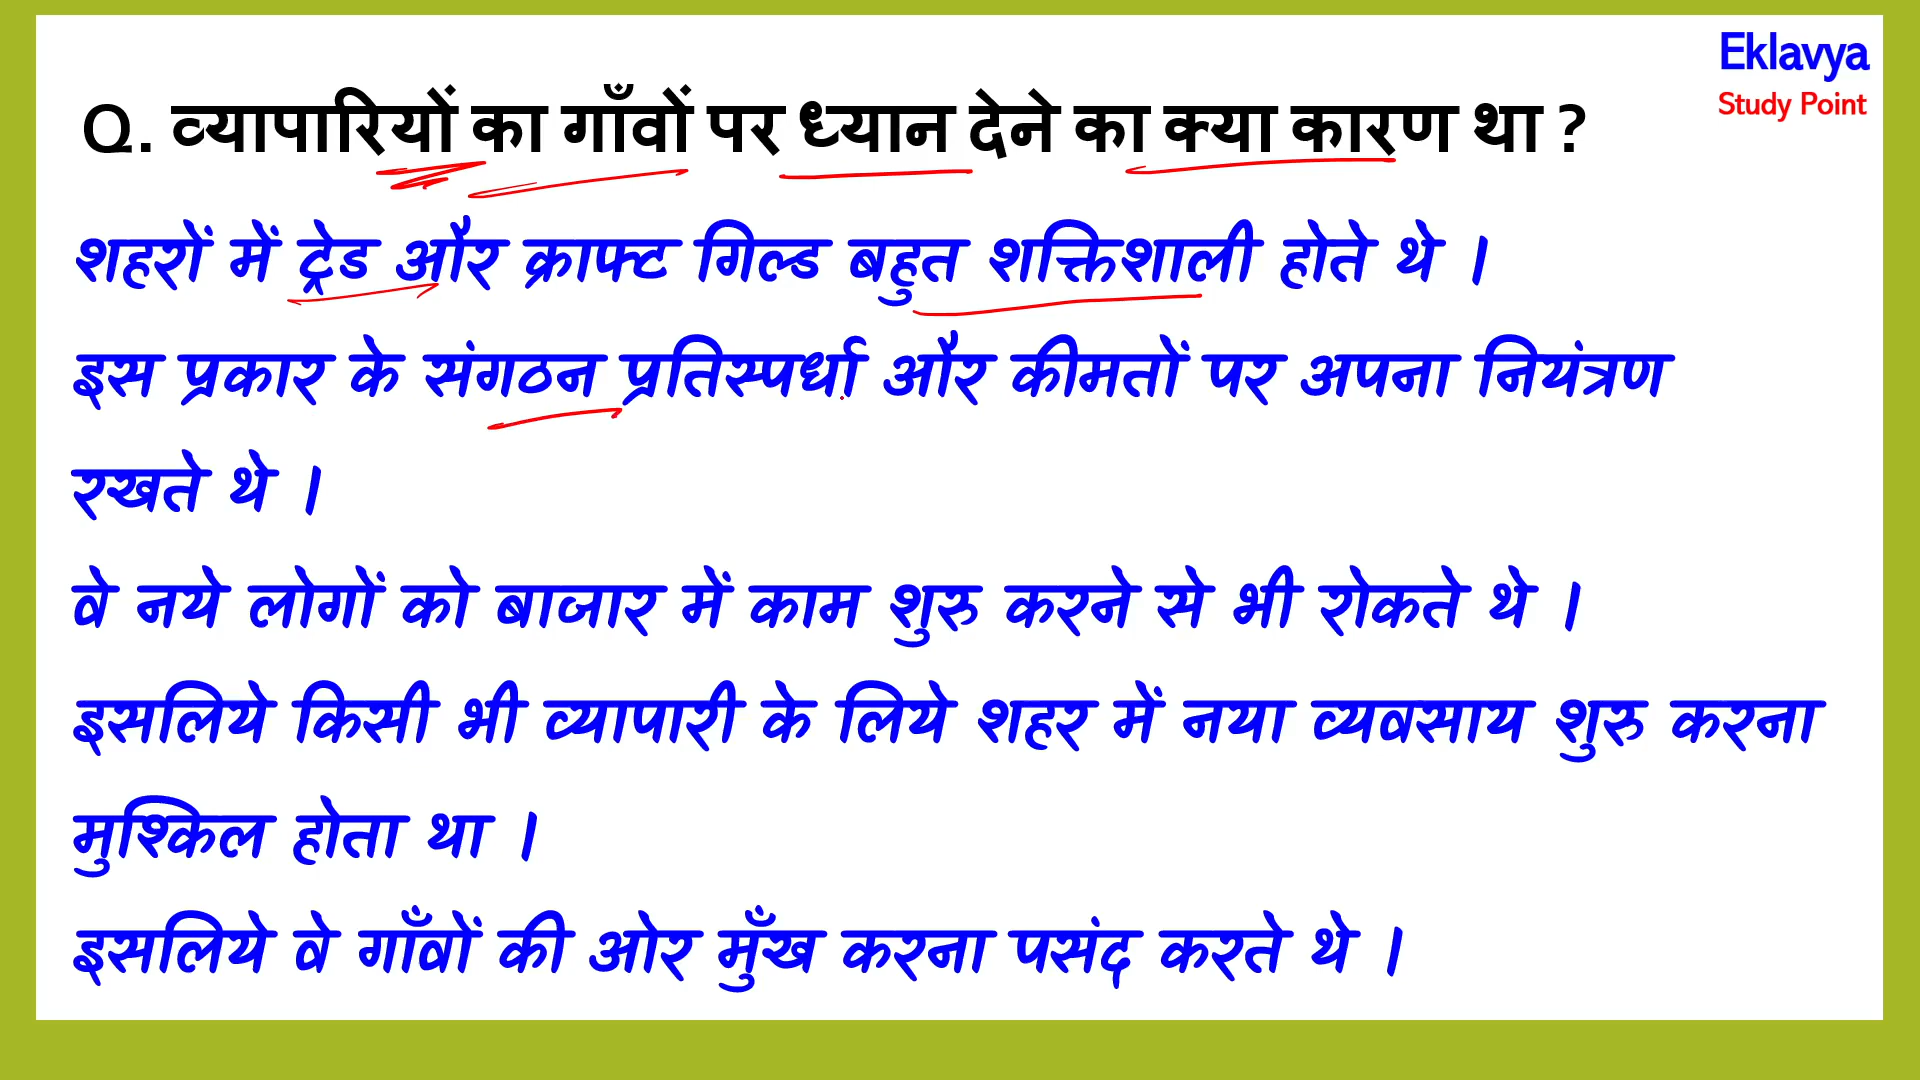 Eklavya
Study Point
Q. व्यापारियों का गाँवों पर ध्यान देने का क्या कारण था ?
शहरों में ट्रेड और क्राफ्ट गिल्ड बहुत शक्तिशाली होते थे ।
इस प्रकार के संगठन प्रतिस्पर्धा और कीमतों पर अपना नियंत्रण
रखते थे ।
वे नये लोगों को बाजार में काम शुरु करने से भी रोकते थे ।
इसलिये किसी भी व्यापारी के लिये शहर में नया व्यवसाय शुरु करना
मुश्किल होता था ।
इसलिये वे गाँवों की ओर मुँख करना पसंद करते थे ।